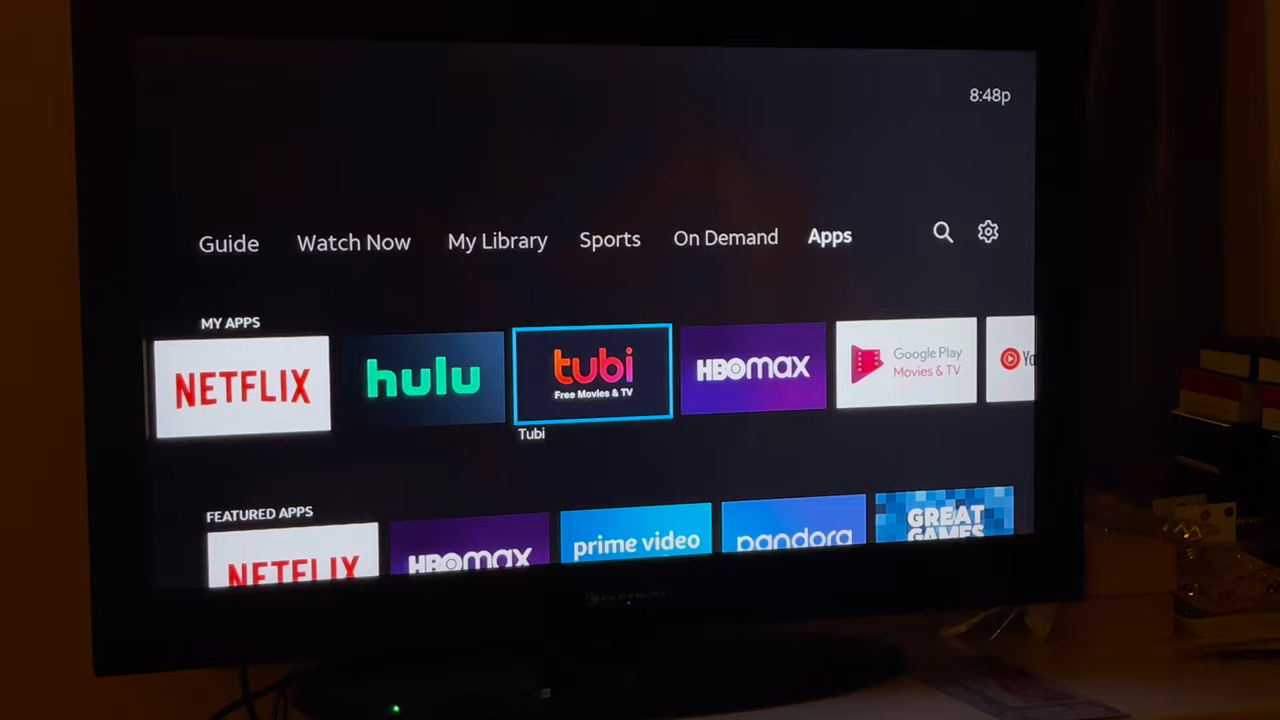 8:48p
Guide Watch Now My Library Sports On Demand Apps
MY APPS
NETFLIX hulu tubi HBOMAX Google Play
Free Movies & TV Movies & TV
Tubi
FEATURED APPS
NETFLIX HBOMAX prime video pandora GREAT
GAMES